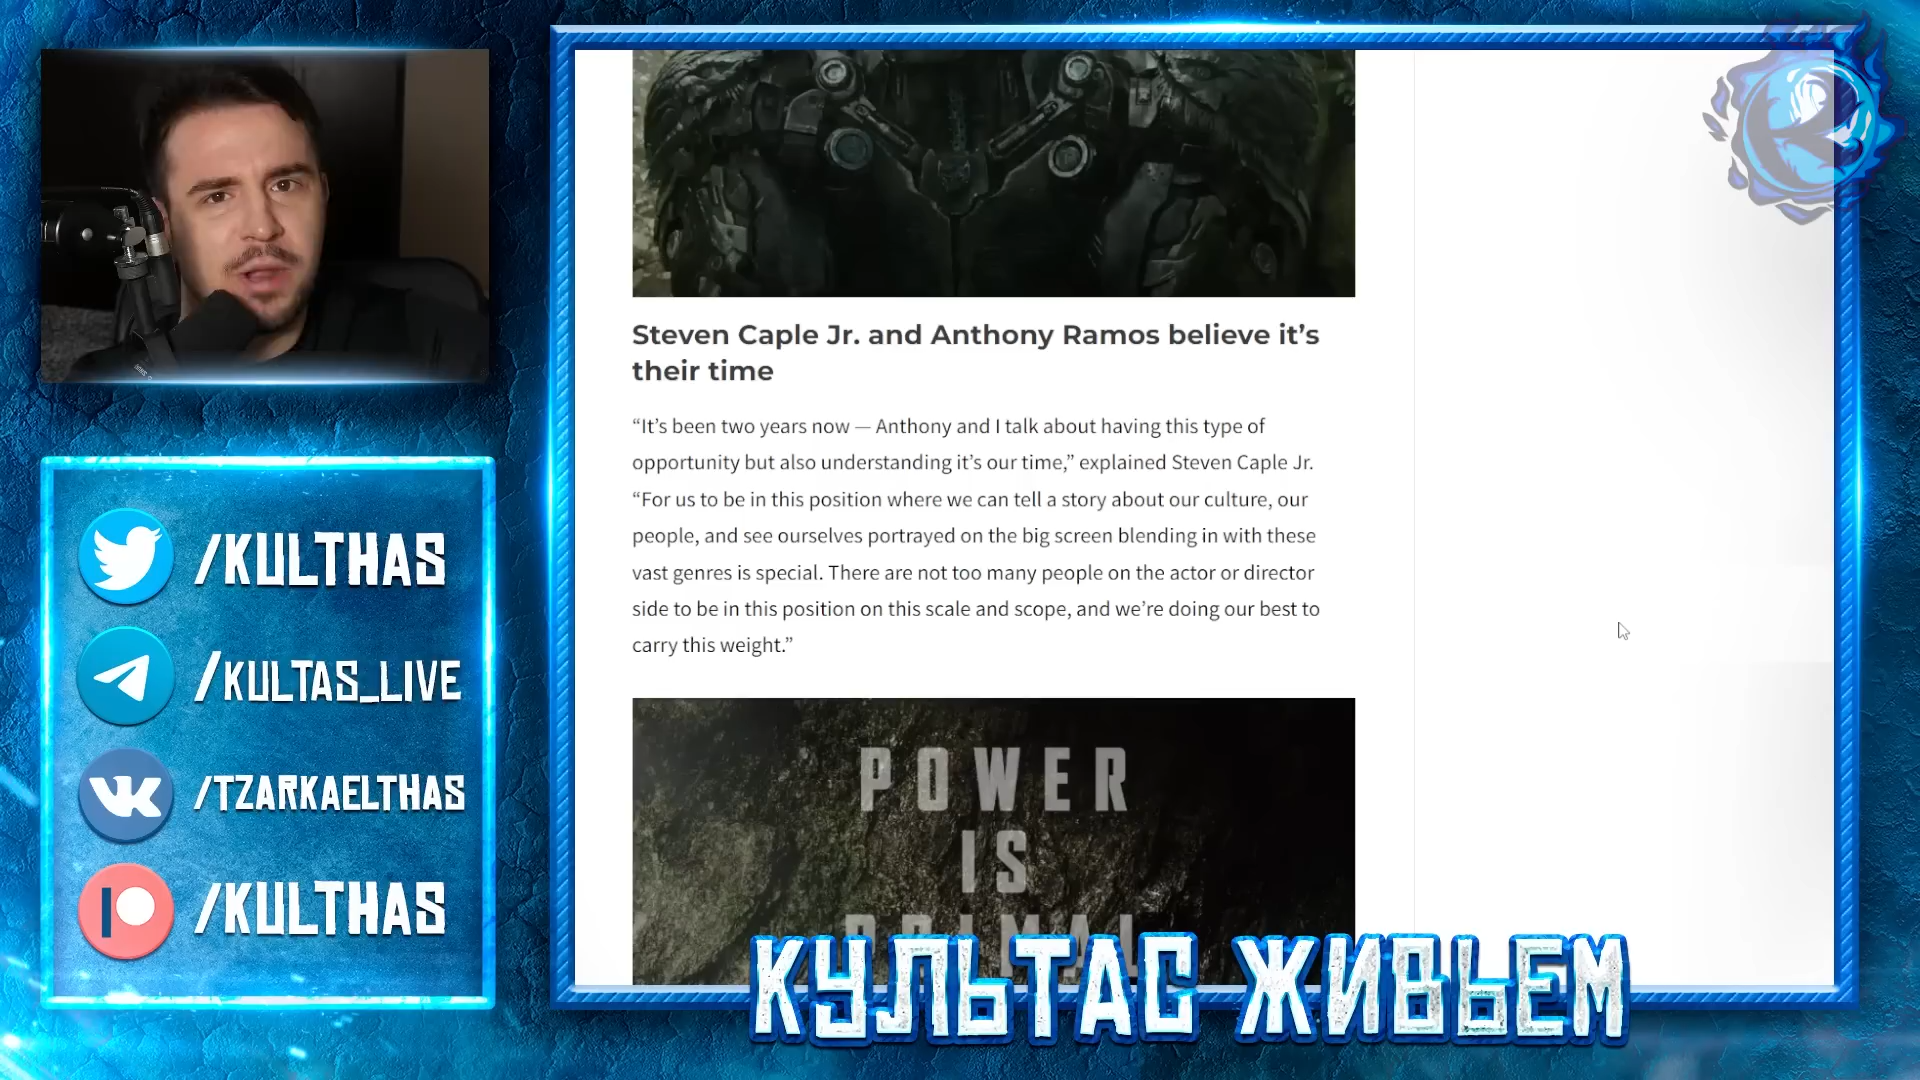 Steven Caple Jr. and Anthony Ramos believe it’s
their time
“It’s been two years now — Anthony and I talk about having this type of
opportunity but also understanding it’s our time,” explained Steven Caple Jr.
“For us to be in this position where we can tell a story about our culture, our
people, and see ourselves portrayed on the big screen blending in with these
vast genres is special. There are not too many people on the actor or director
side to be in this position on this scale and scope, and we’re doing our best to
carry this weight.”
POWER
IS
PRIMAL
/KULTHAS
/KULTAS_LIVE
/TZARKAELTHAS
/KULTHAS
КУЛЬТАС ЖИВЬЕМ